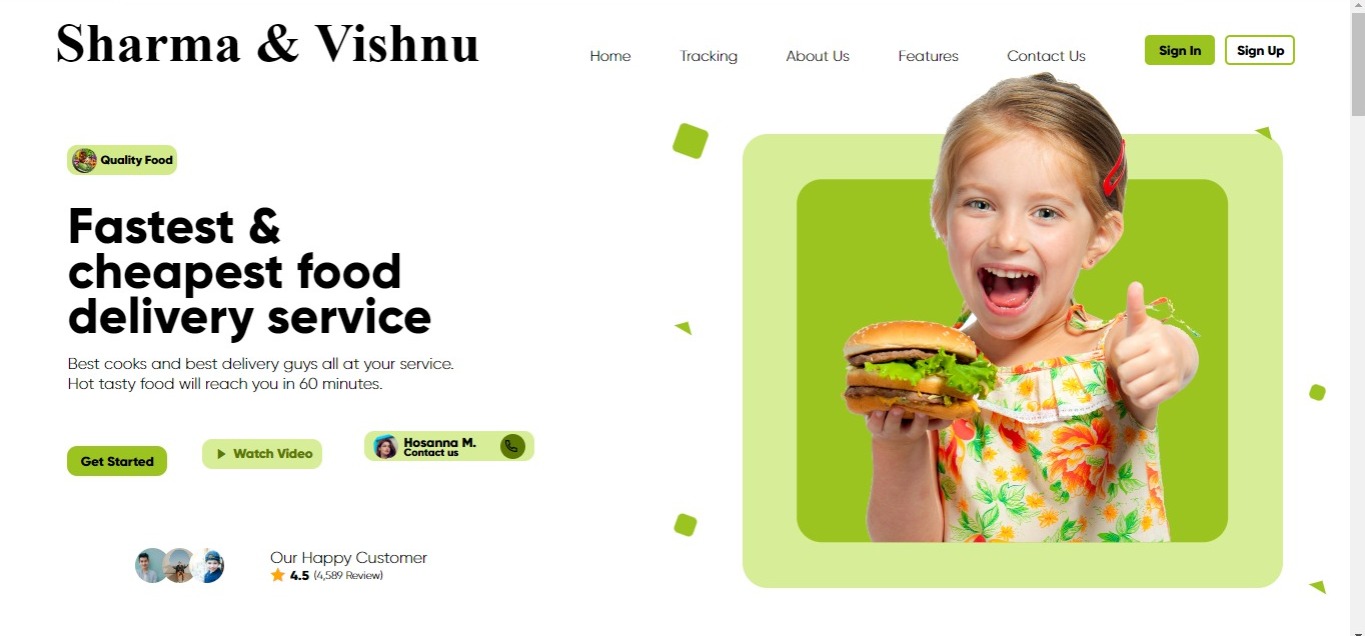 Sharma & Vishnu
Home
Tracking
About Us
Features
Contact Us
Sign In
Sign Up
Quality Food
Fastest &
cheapest food
delivery service
Best cooks and best delivery guys all at your service.
Hot tasty food will reach you in 60 minutes.
Get Started
Watch Video
Hosanna M.
Contact us
Our Happy Customer
4.5 (4,589 Review)